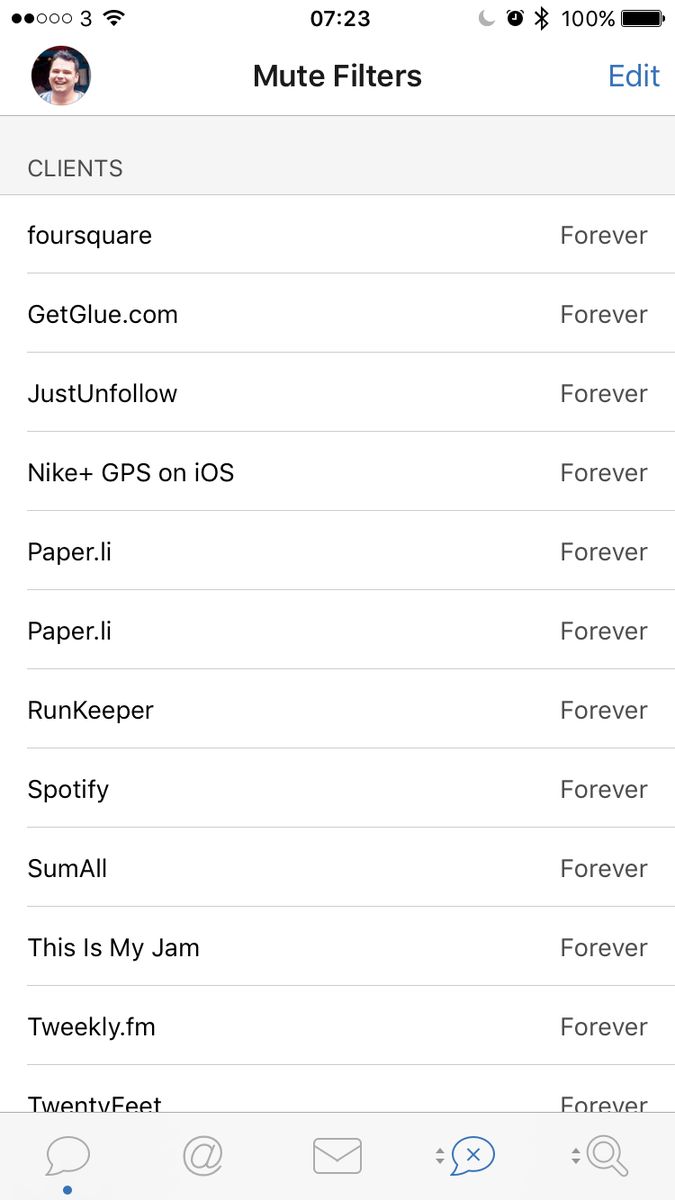 3 07:23 100%
Mute Filters Edit
CLIENTS
foursquare Forever
GetGlue.com Forever
JustUnfollow Forever
Nike+ GPS on iOS Forever
Paper.li Forever
Paper.li Forever
RunKeeper Forever
Spotify Forever
SumAll Forever
This Is My Jam Forever
Tweekly.fm Forever
TwentyFeet Forever
@